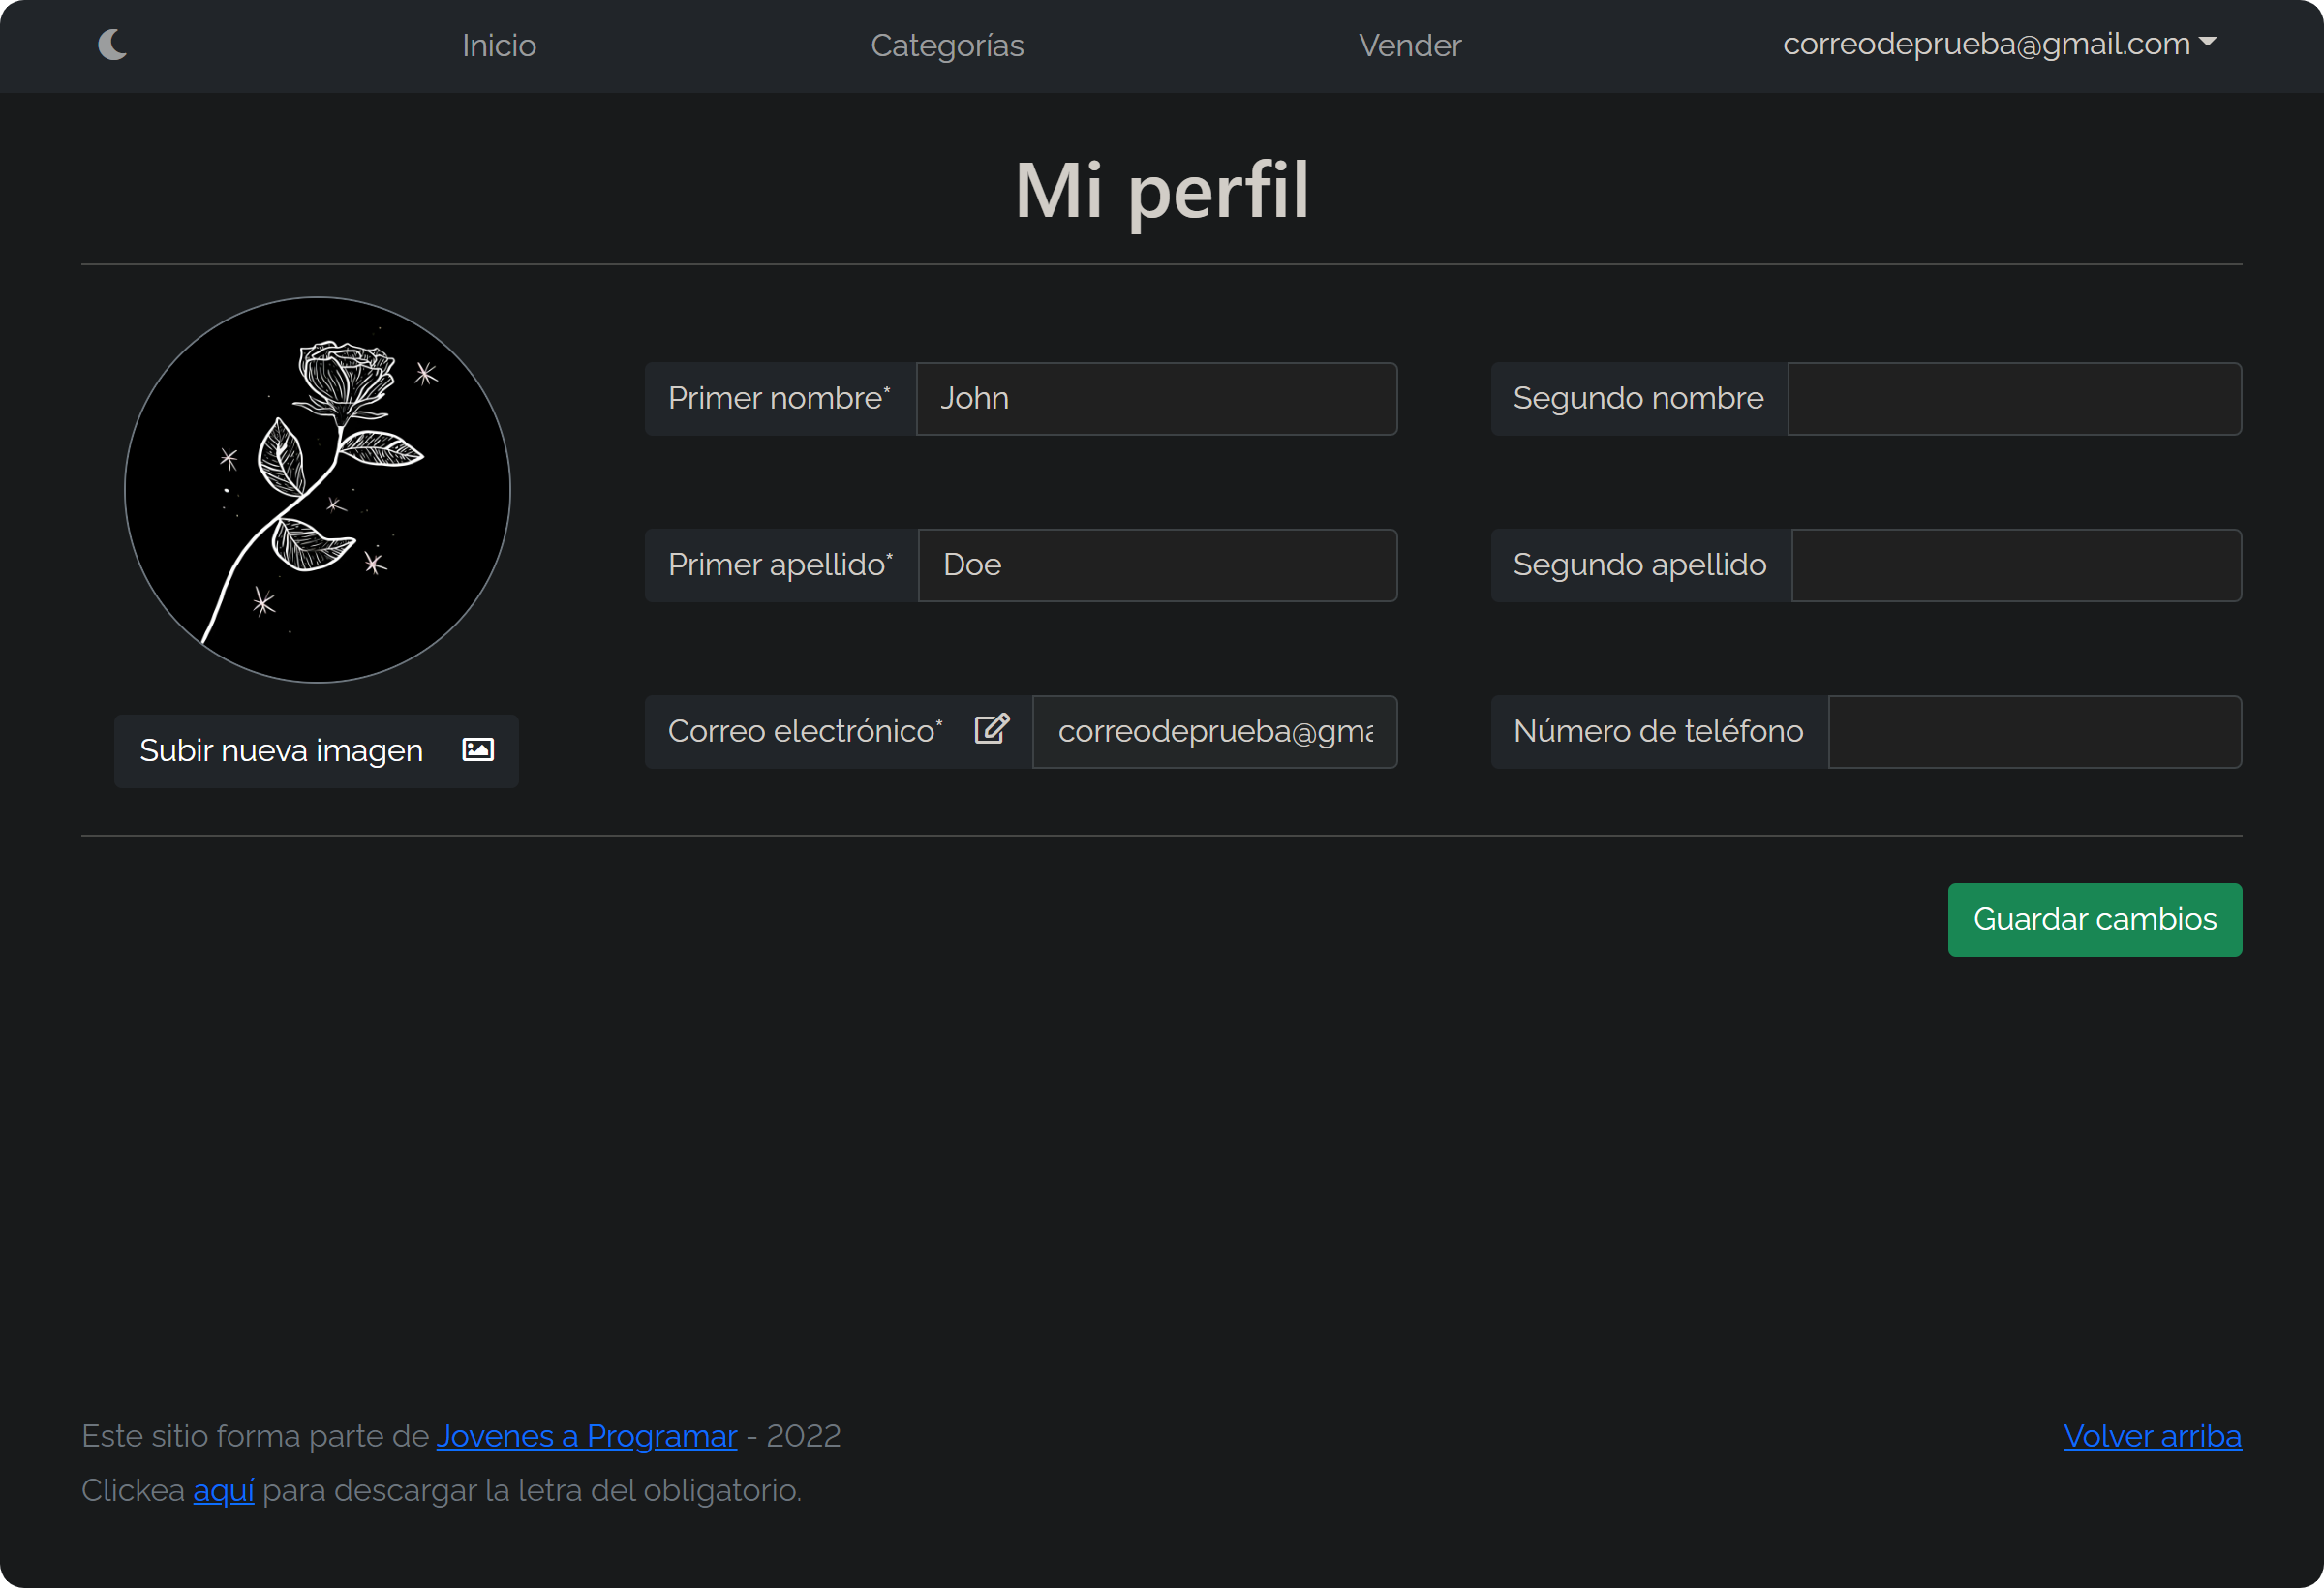 Inicio
Categorías
Vender
correodeprueba@gmail.com
Mi perfil
Primer nombre* John
Segundo nombre
Primer apellido* Doe
Segundo apellido
Correo electrónico* correodeprueba@gma
Número de teléfono
Subir nueva imagen
Guardar cambios
Este sitio forma parte de Jovenes a Programar - 2022
Volver arriba
Clickea aquí para descargar la letra del obligatorio.